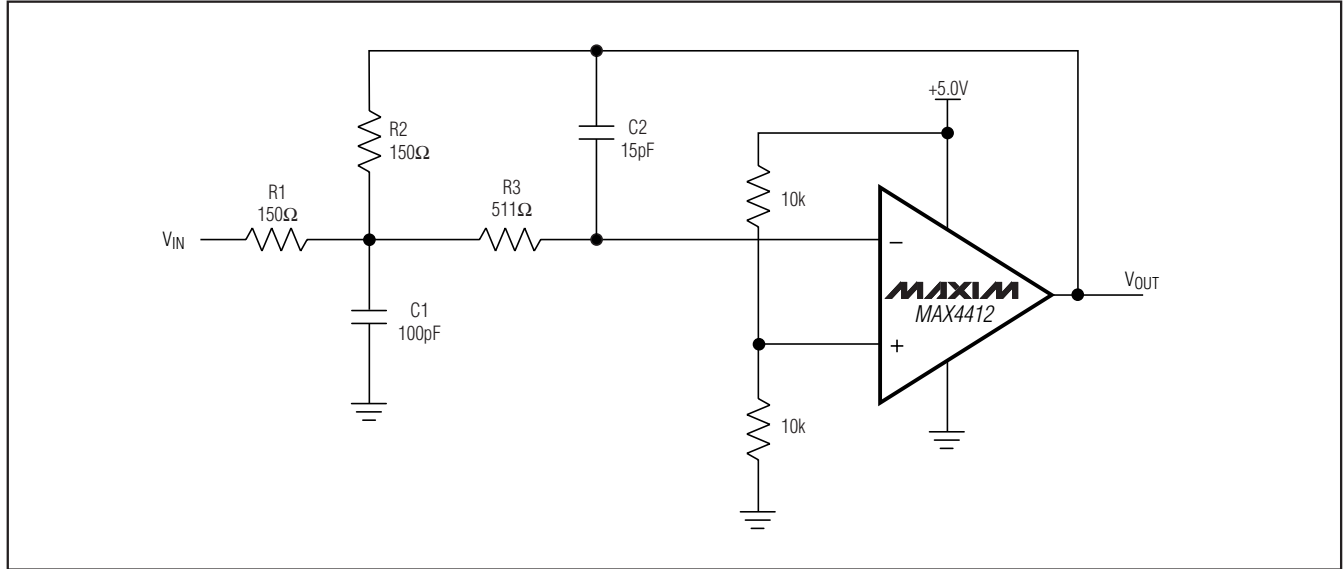 +5.0V
R2
150Ω
C2
15pF
R1
150Ω
R3
511Ω
10k
VIN
−
MAXIM
MAX4412
VOUT
C1
100pF
+
10k